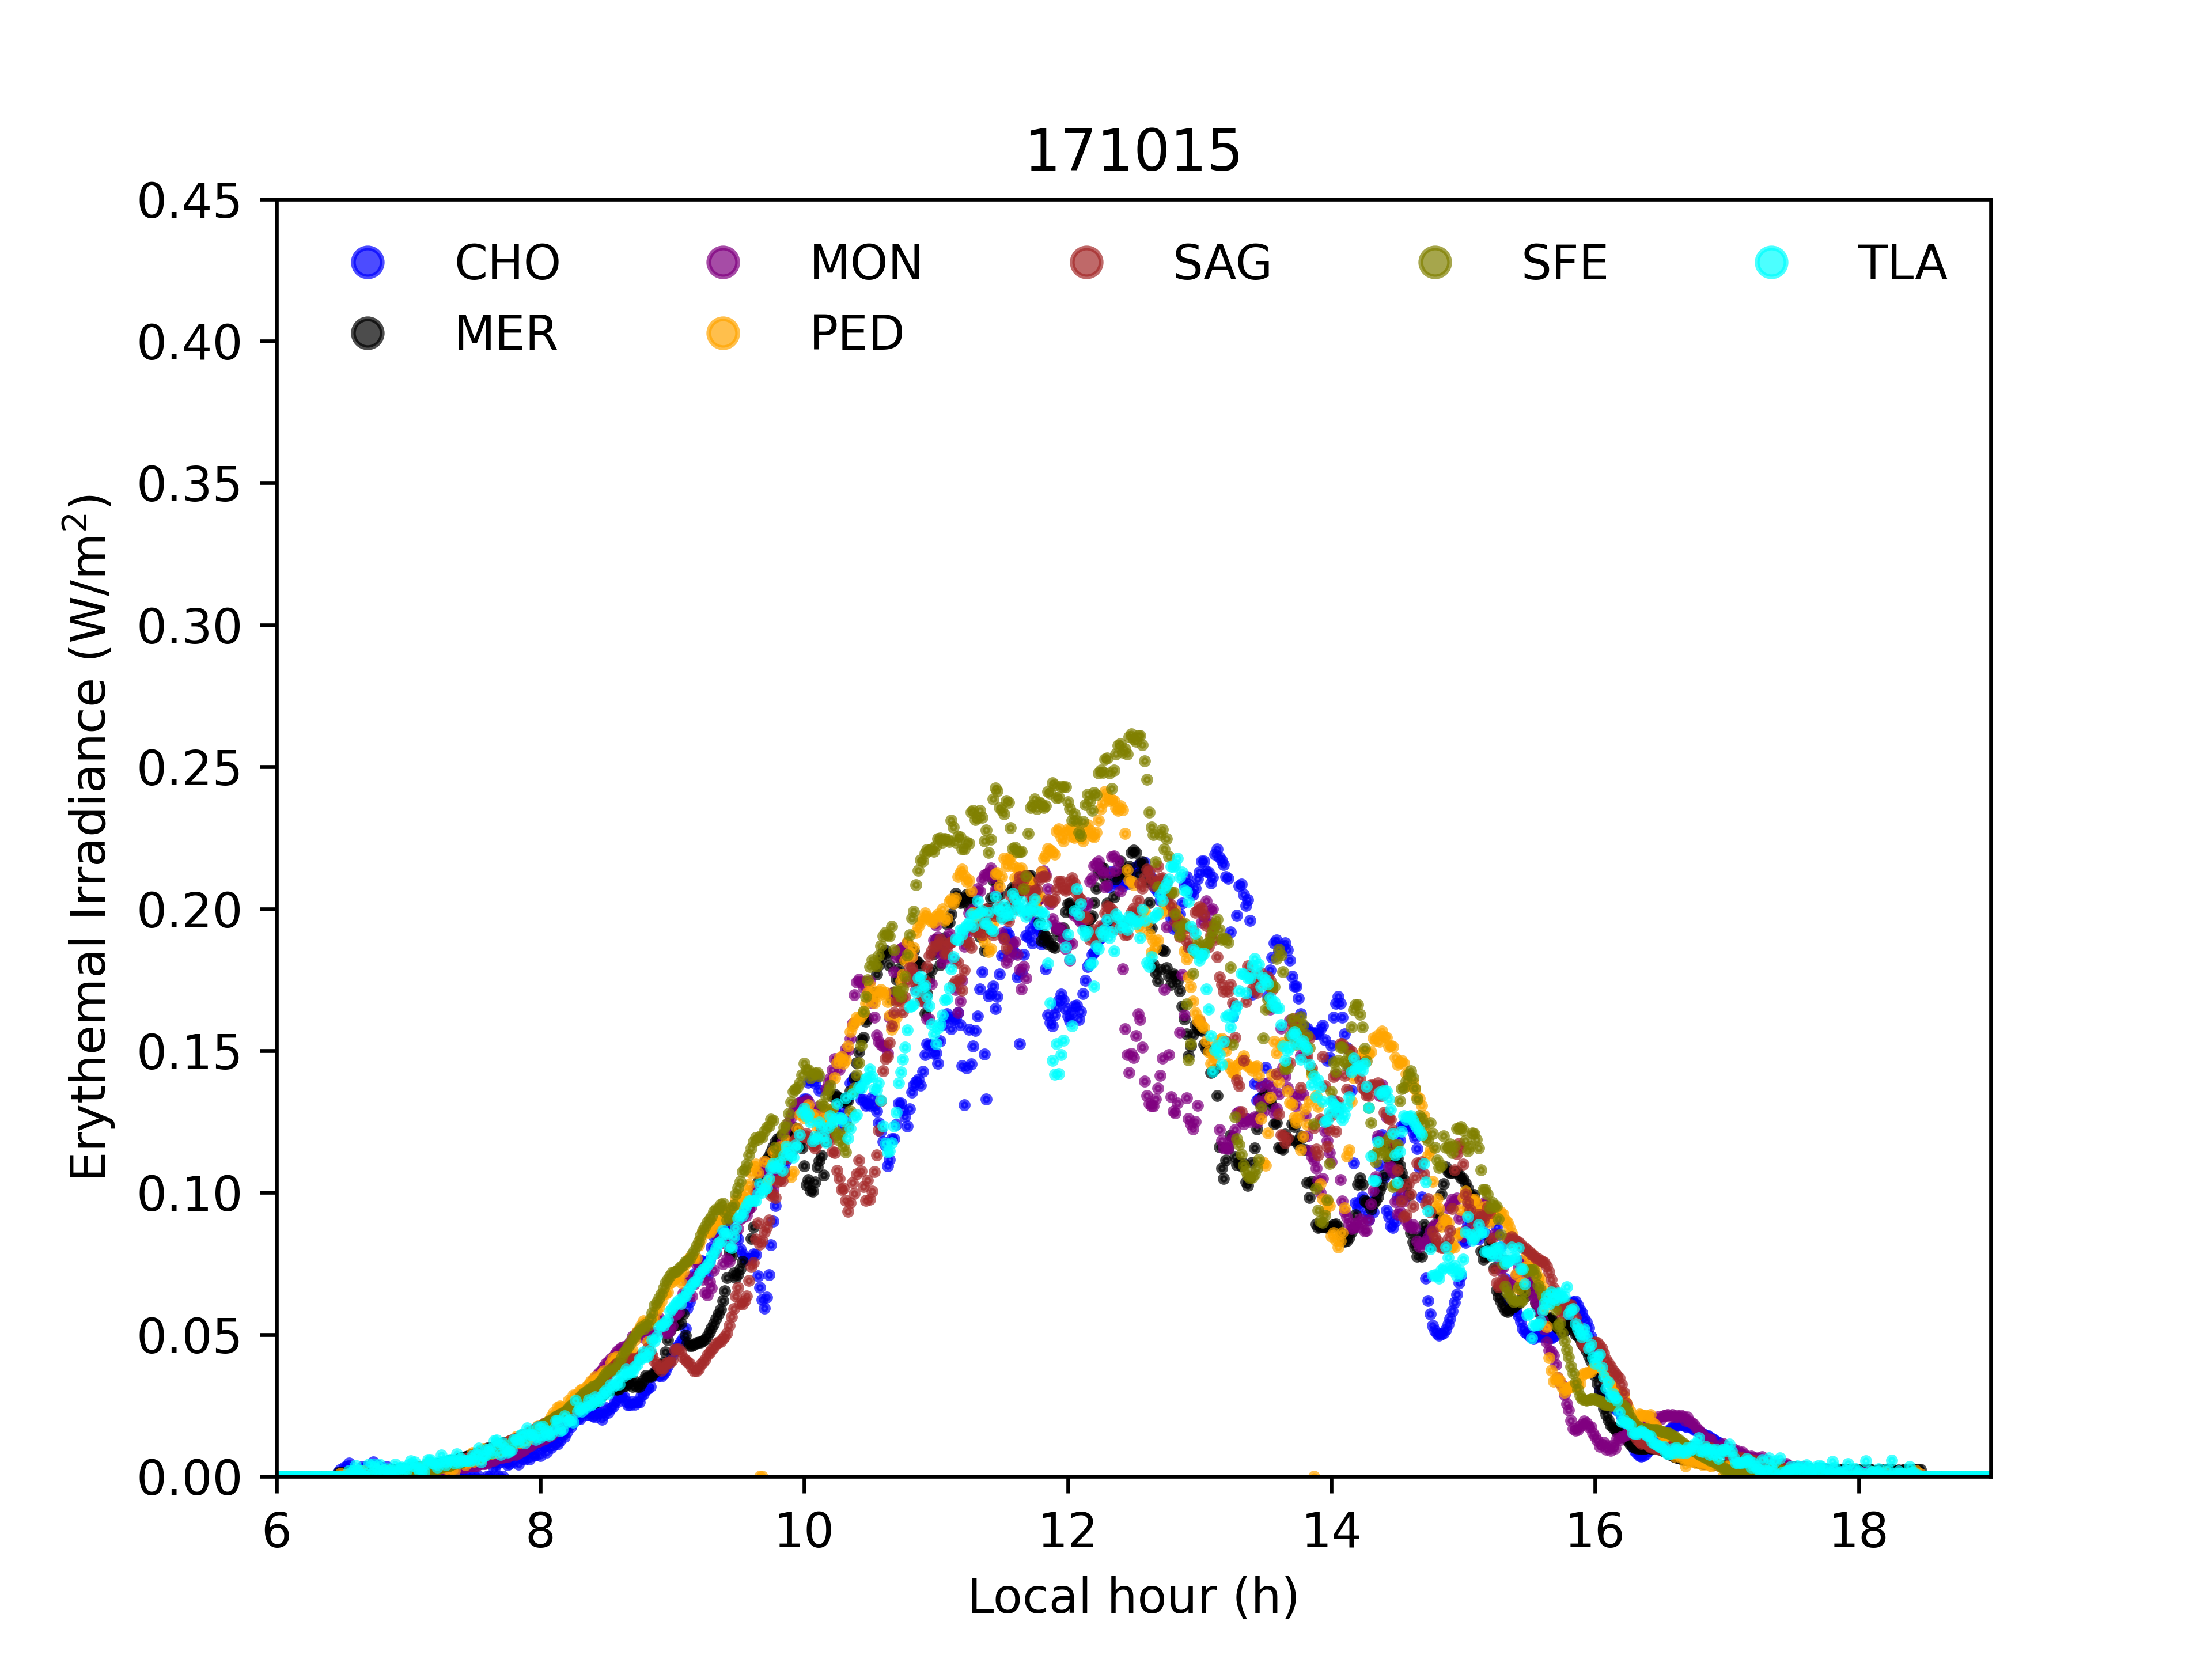 171015
0.45
0.40
0.35
0.30
0.25
0.20
0.15
0.10
0.05
0.00
Erythemal Irradiance (W/m²)
CHO
MON
SAG
SFE
TLA
MER
PED
6
8
10
12
14
16
18
Local hour (h)